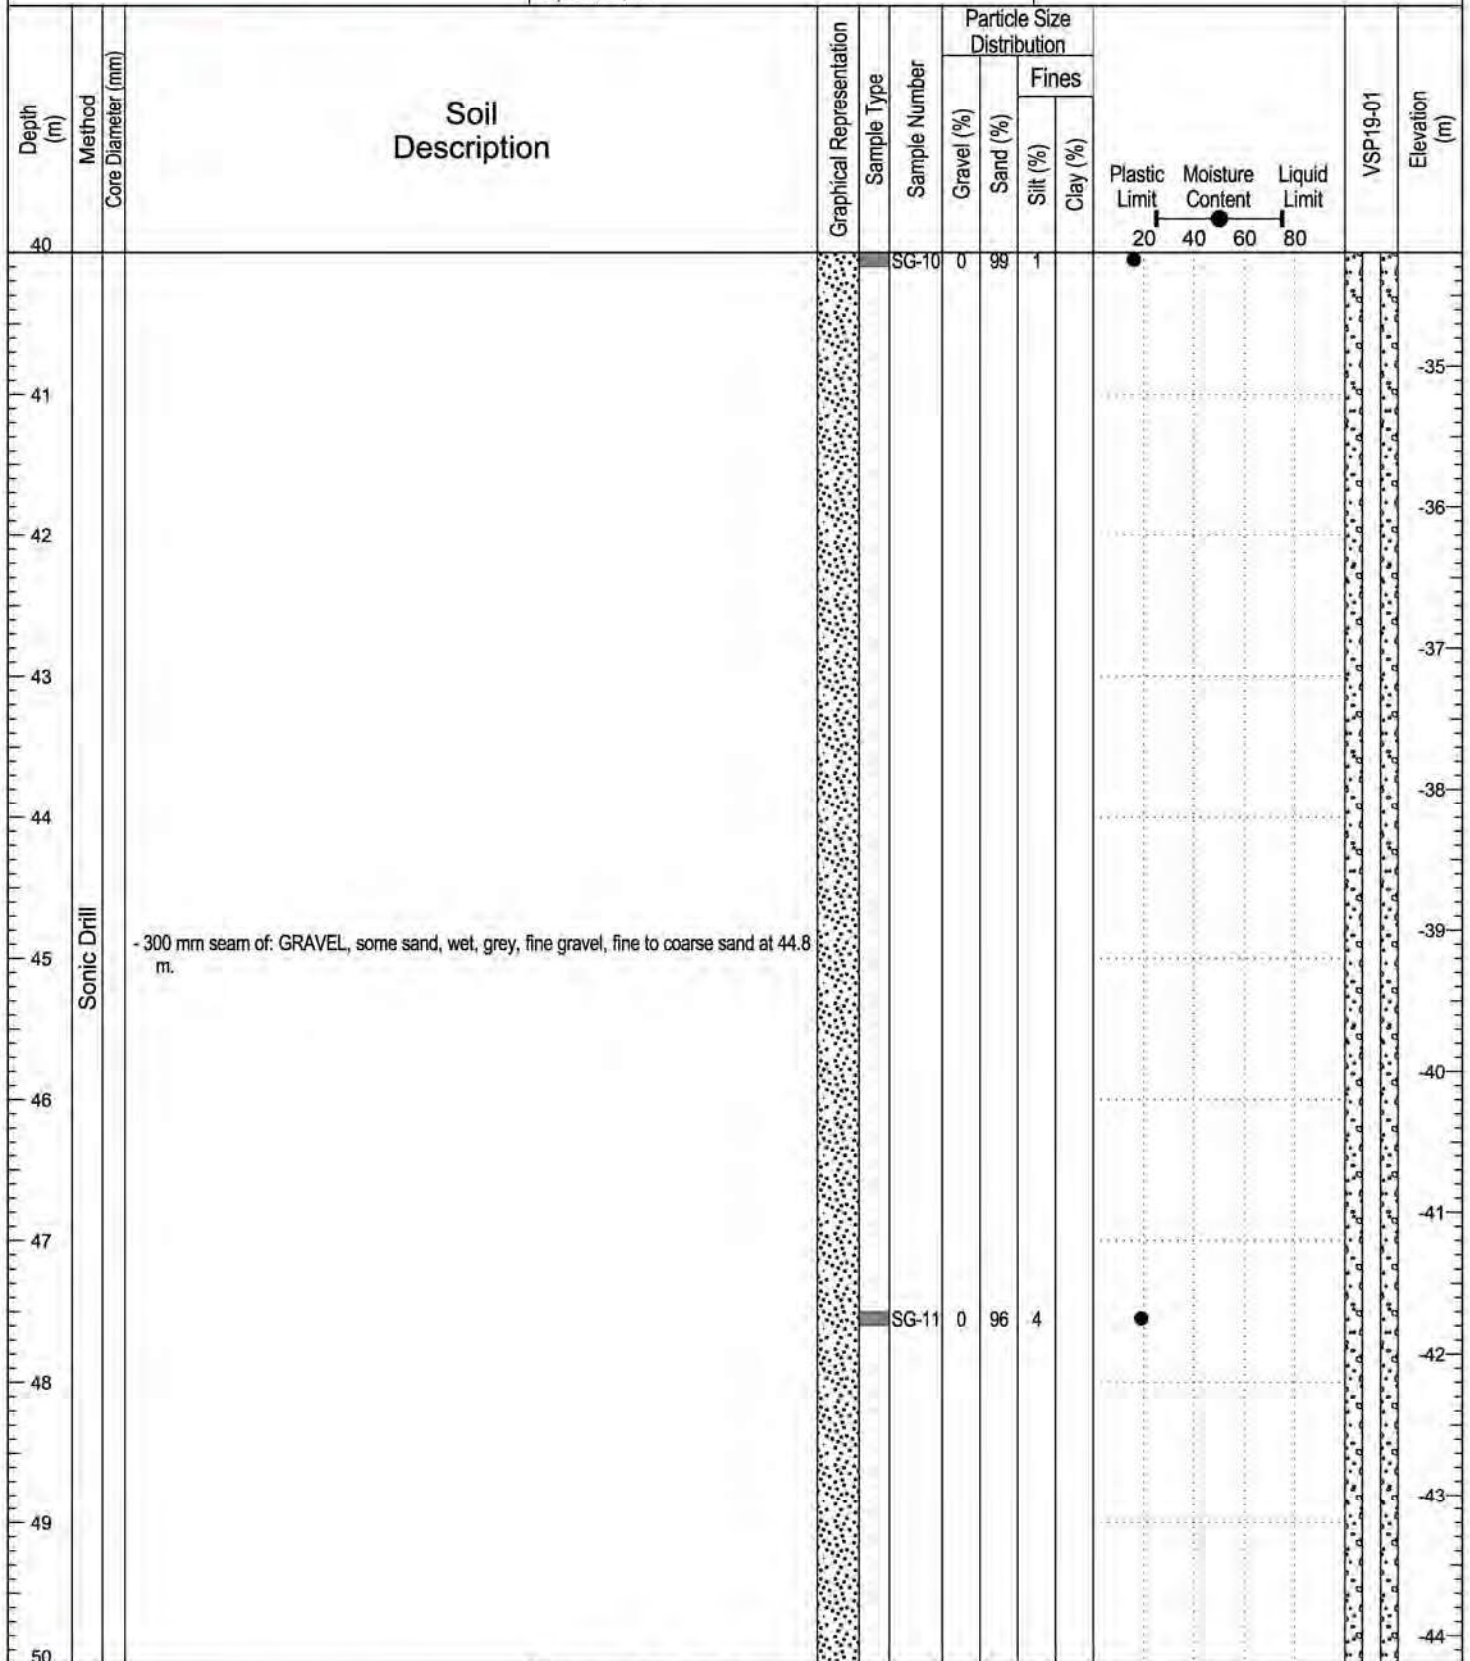 Depth
(m)
Method
Core Diameter (mm)
Soil
Description
Graphical Representation
Sample Type
Sample Number
Particle Size
Distribution
Fines
Gravel (%)
Sand (%)
Silt (%)
Clay (%)
Plastic Moisture Liquid
Limit Content Limit
20 40 60 80
VSP19-01
Elevation
(m)
40
SG-10 0 99 1
-35
41
-36
42
-37
43
-38
44
Sonic Drill
- 300 mm seam of: GRAVEL, some sand, wet, grey, fine gravel, fine to coarse sand at 44.8
m.
-39
45
-40
46
-41
47
SG-11 0 96 4
-42
48
-43
49
-44
50